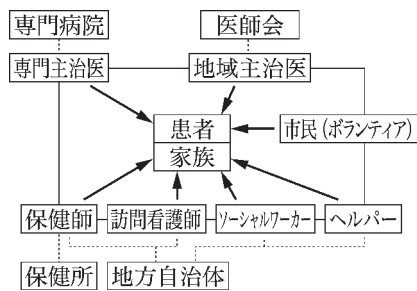 専門病院
医師会
専門主治医
地域主治医
患者
家族
市民（ボランティア）
保健師
訪問看護師
ソーシャルワーカー
ヘルパー
保健所
地方自治体